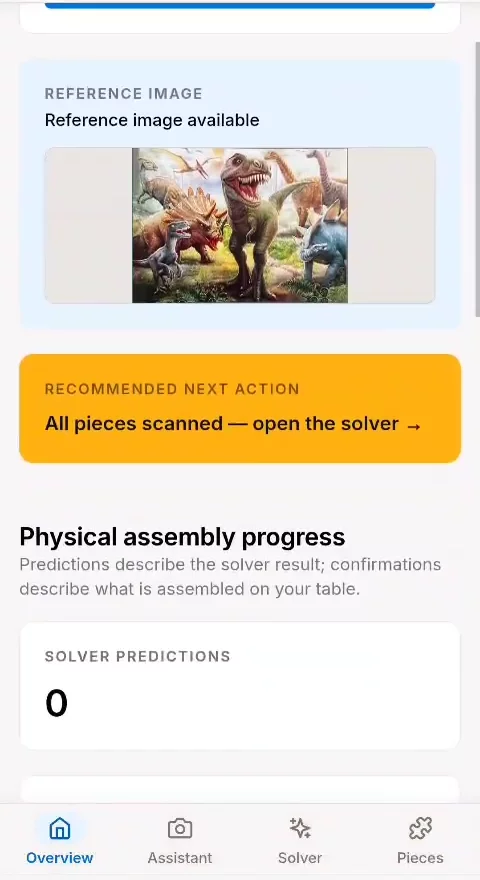 REFERENCE IMAGE
Reference image available
RECOMMENDED NEXT ACTION
All pieces scanned — open the solver →
Physical assembly progress
Predictions describe the solver result; confirmations
describe what is assembled on your table.
SOLVER PREDICTIONS
0
Overview
Assistant
Solver
Pieces